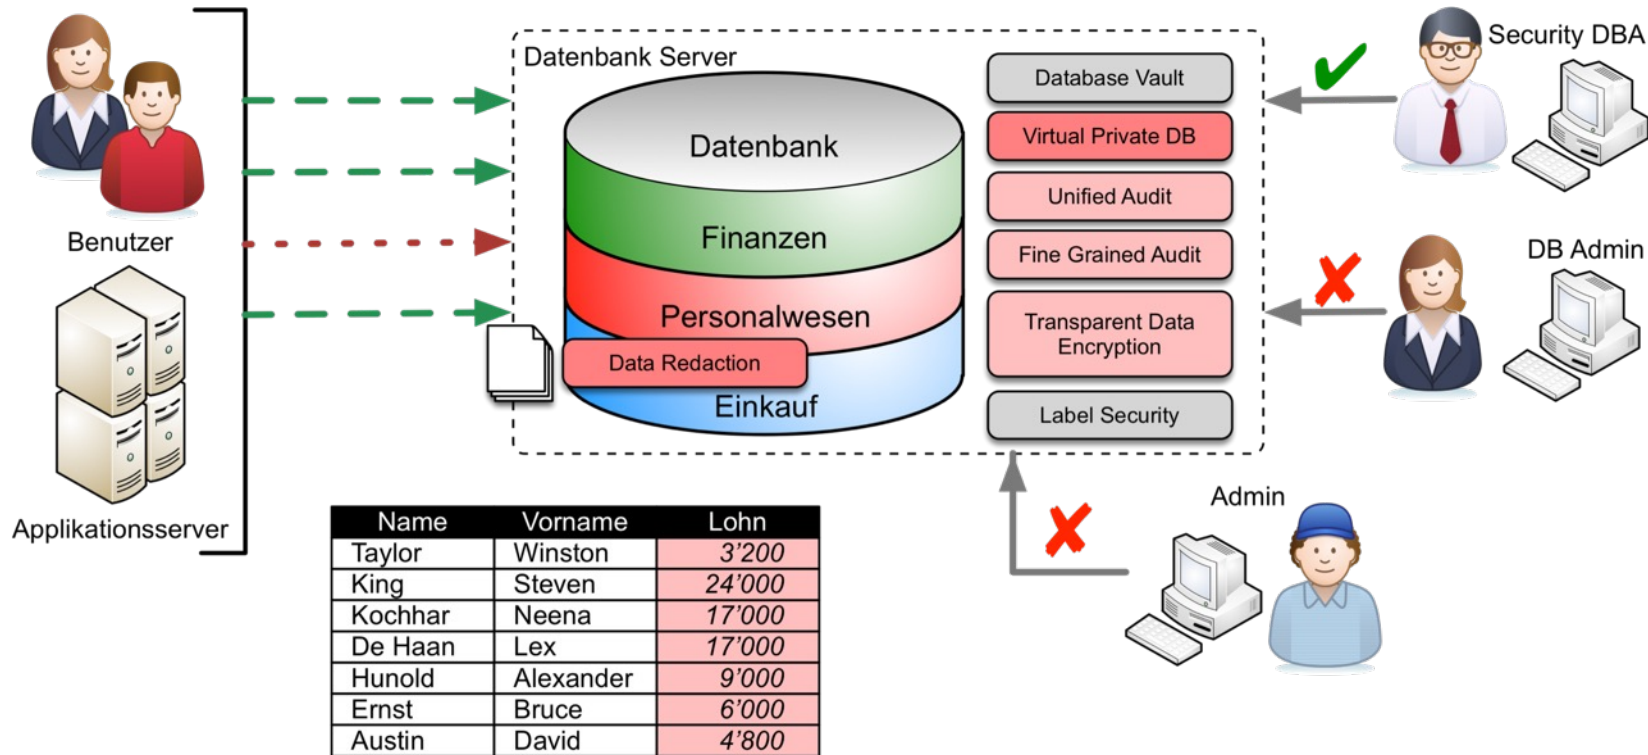 Benutzer
Applikationsserver
Datenbank Server
Datenbank
Finanzen
Personalwesen
Data Redaction
Einkauf
Database Vault
Virtual Private DB
Unified Audit
Fine Grained Audit
Transparent Data
Encryption
Label Security
Security DBA
DB Admin
Admin
Name Vorname Lohn
Taylor Winston 3’200
King Steven 24’000
Kochhar Neena 17’000
De Haan Lex 17’000
Hunold Alexander 9’000
Ernst Bruce 6’000
Austin David 4’800